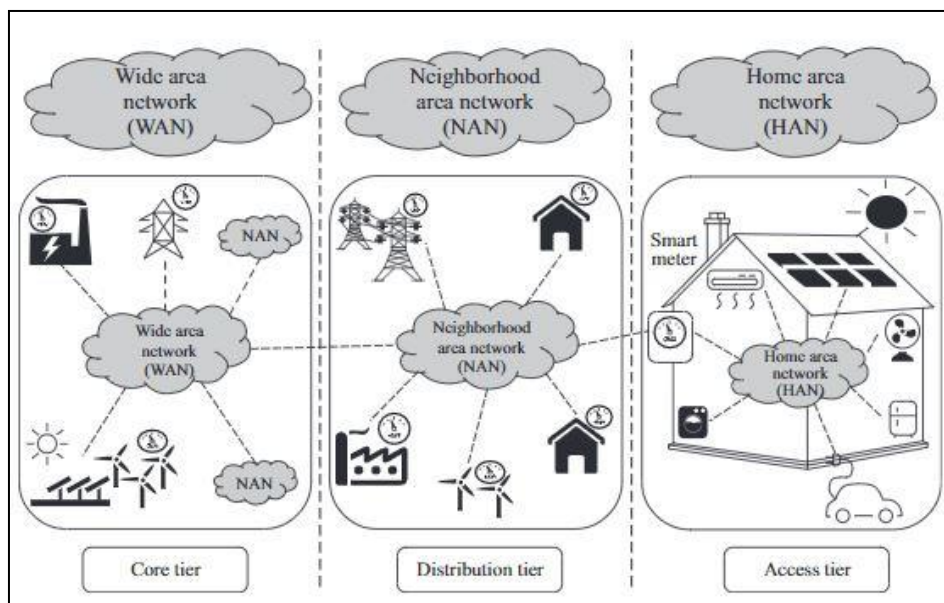 Wide area
network
(WAN)
Neighborhood
area network
(NAN)
Home area
network
(HAN)
NAN
Wide area
network
(WAN)
NAN
Neighborhood
area network
(NAN)
Smart
meter
Home area
network
(HAN)
Core tier
Distribution tier
Access tier